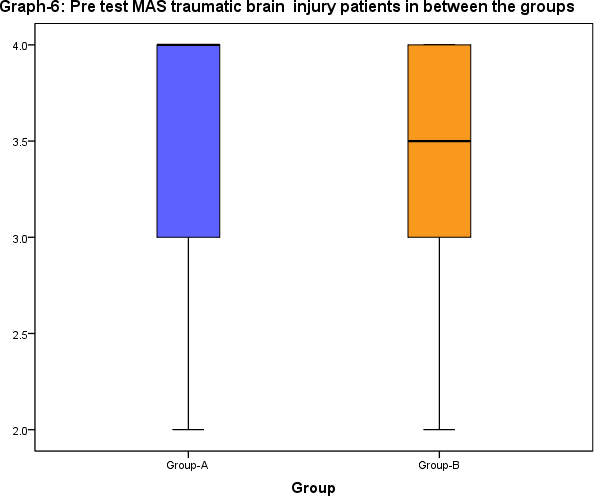 Graph-6: Pre test MAS traumatic brain injury patients in between the groups
4.0
3.5
3.0
2.5
2.0
Group-A Group-B
Group